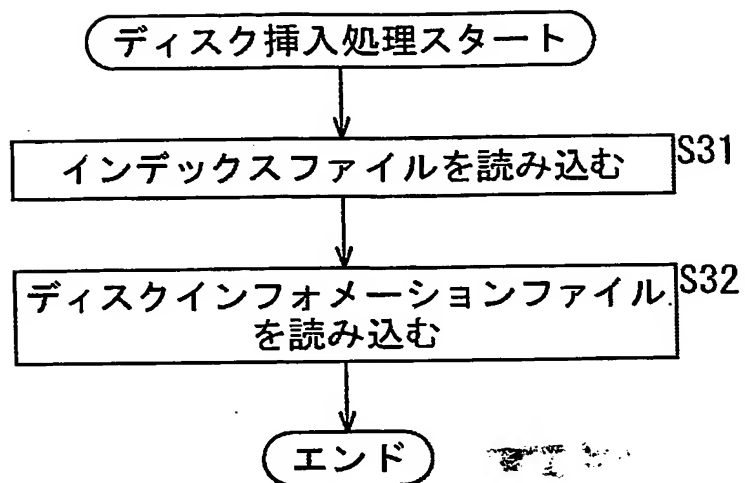 ディスク挿入処理スタート
インデックスファイルを読み込む
S31
ディスクインフォメーションファイル
を読み込む
S32
エンド